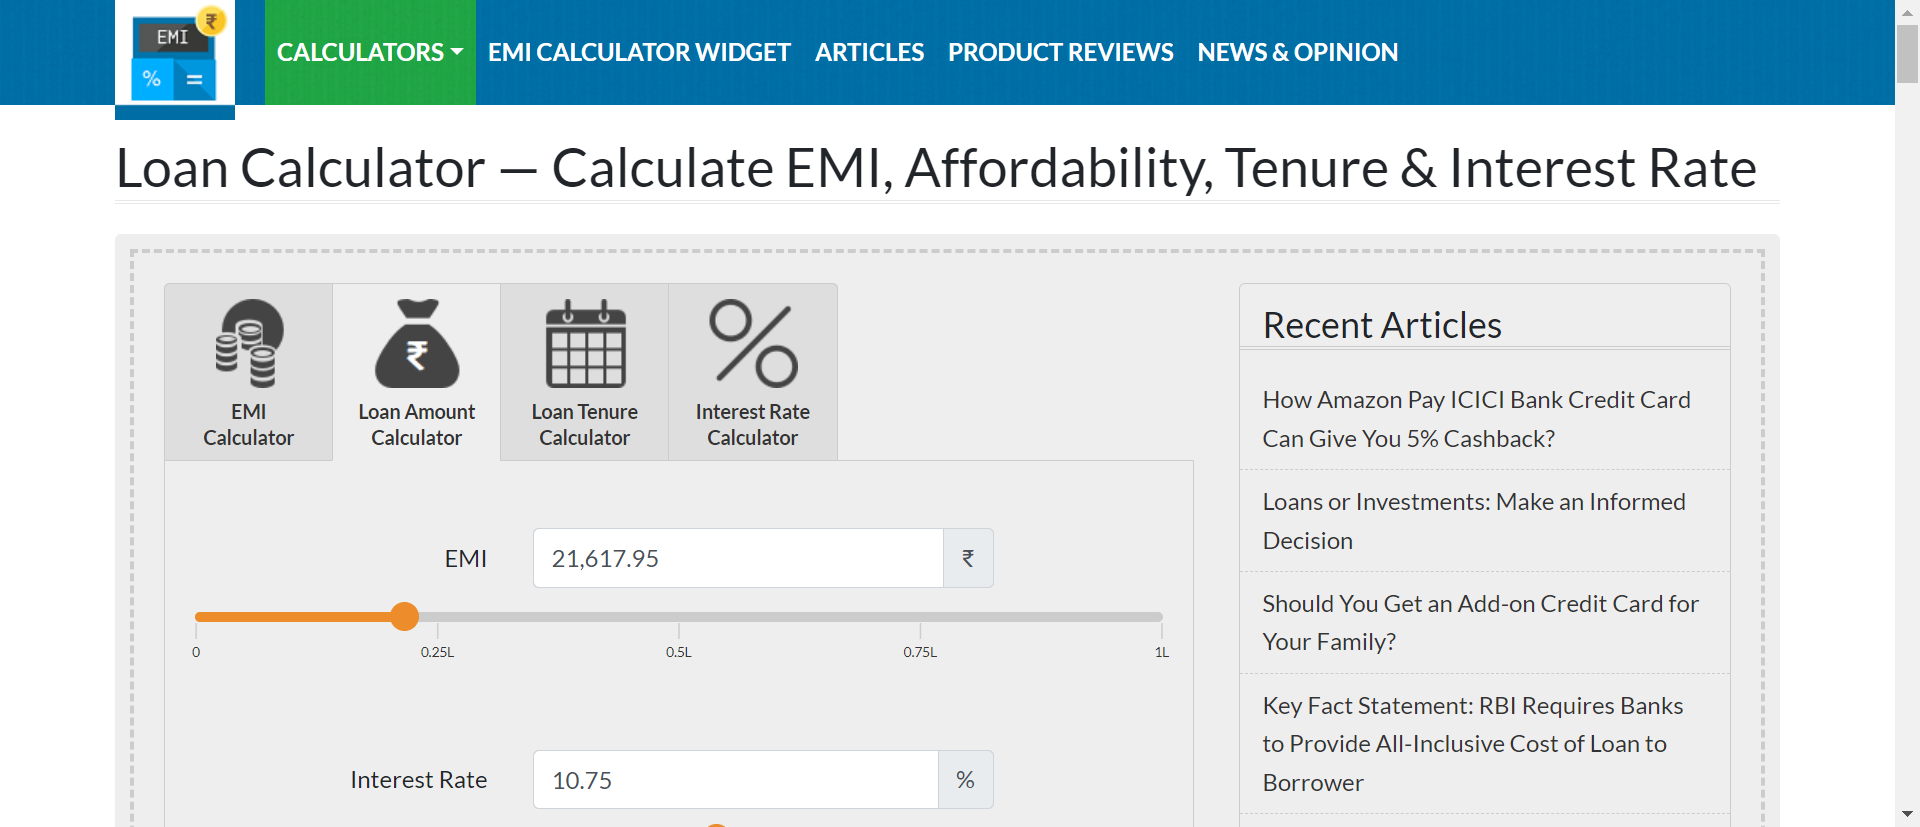 EMI
₹
%
=
CALCULATORS
EMI CALCULATOR WIDGET
ARTICLES
PRODUCT REVIEWS
NEWS & OPINION
Loan Calculator — Calculate EMI, Affordability, Tenure & Interest Rate
EMI
Calculator
₹
Loan Amount
Calculator
Loan Tenure
Calculator
Interest Rate
Calculator
EMI
21,617.95
₹
0
0.25L
0.5L
0.75L
1L
Interest Rate
10.75
%
Recent Articles
How Amazon Pay ICICI Bank Credit Card
Can Give You 5% Cashback?
Loans or Investments: Make an Informed
Decision
Should You Get an Add-on Credit Card for
Your Family?
Key Fact Statement: RBI Requires Banks
to Provide All-Inclusive Cost of Loan to
Borrower